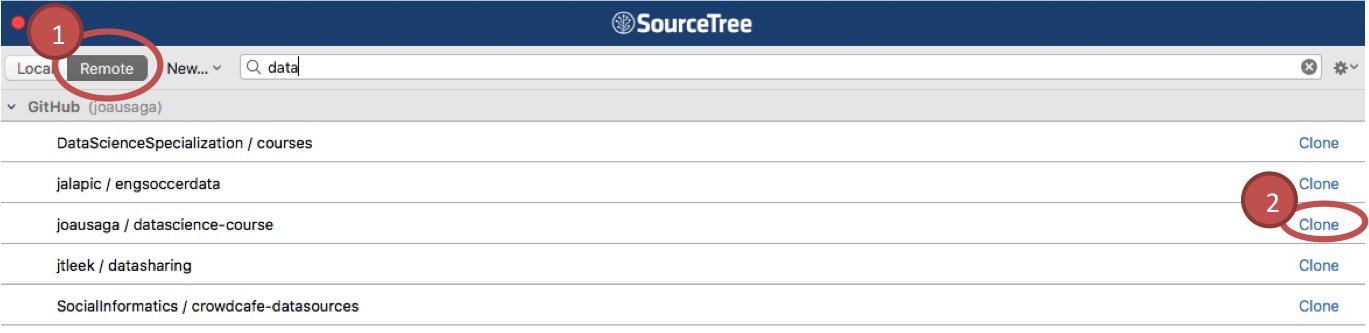 SourceTree
1
Local Remote New... data
GitHub (joausaga)
DataScienceSpecialization / courses Clone
jalapic / engsoccerdata Clone
joausaga / datascience-course 2 Clone
jtleek / datasharing Clone
SocialInformatics / crowdcafe-datasources Clone